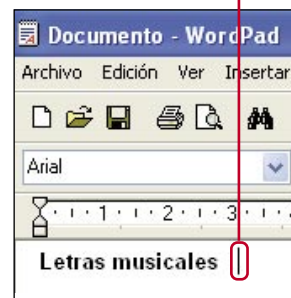 Documento - WordPad
Archivo Edición Ver Insertar
Arial
1 2 3
Letras musicales